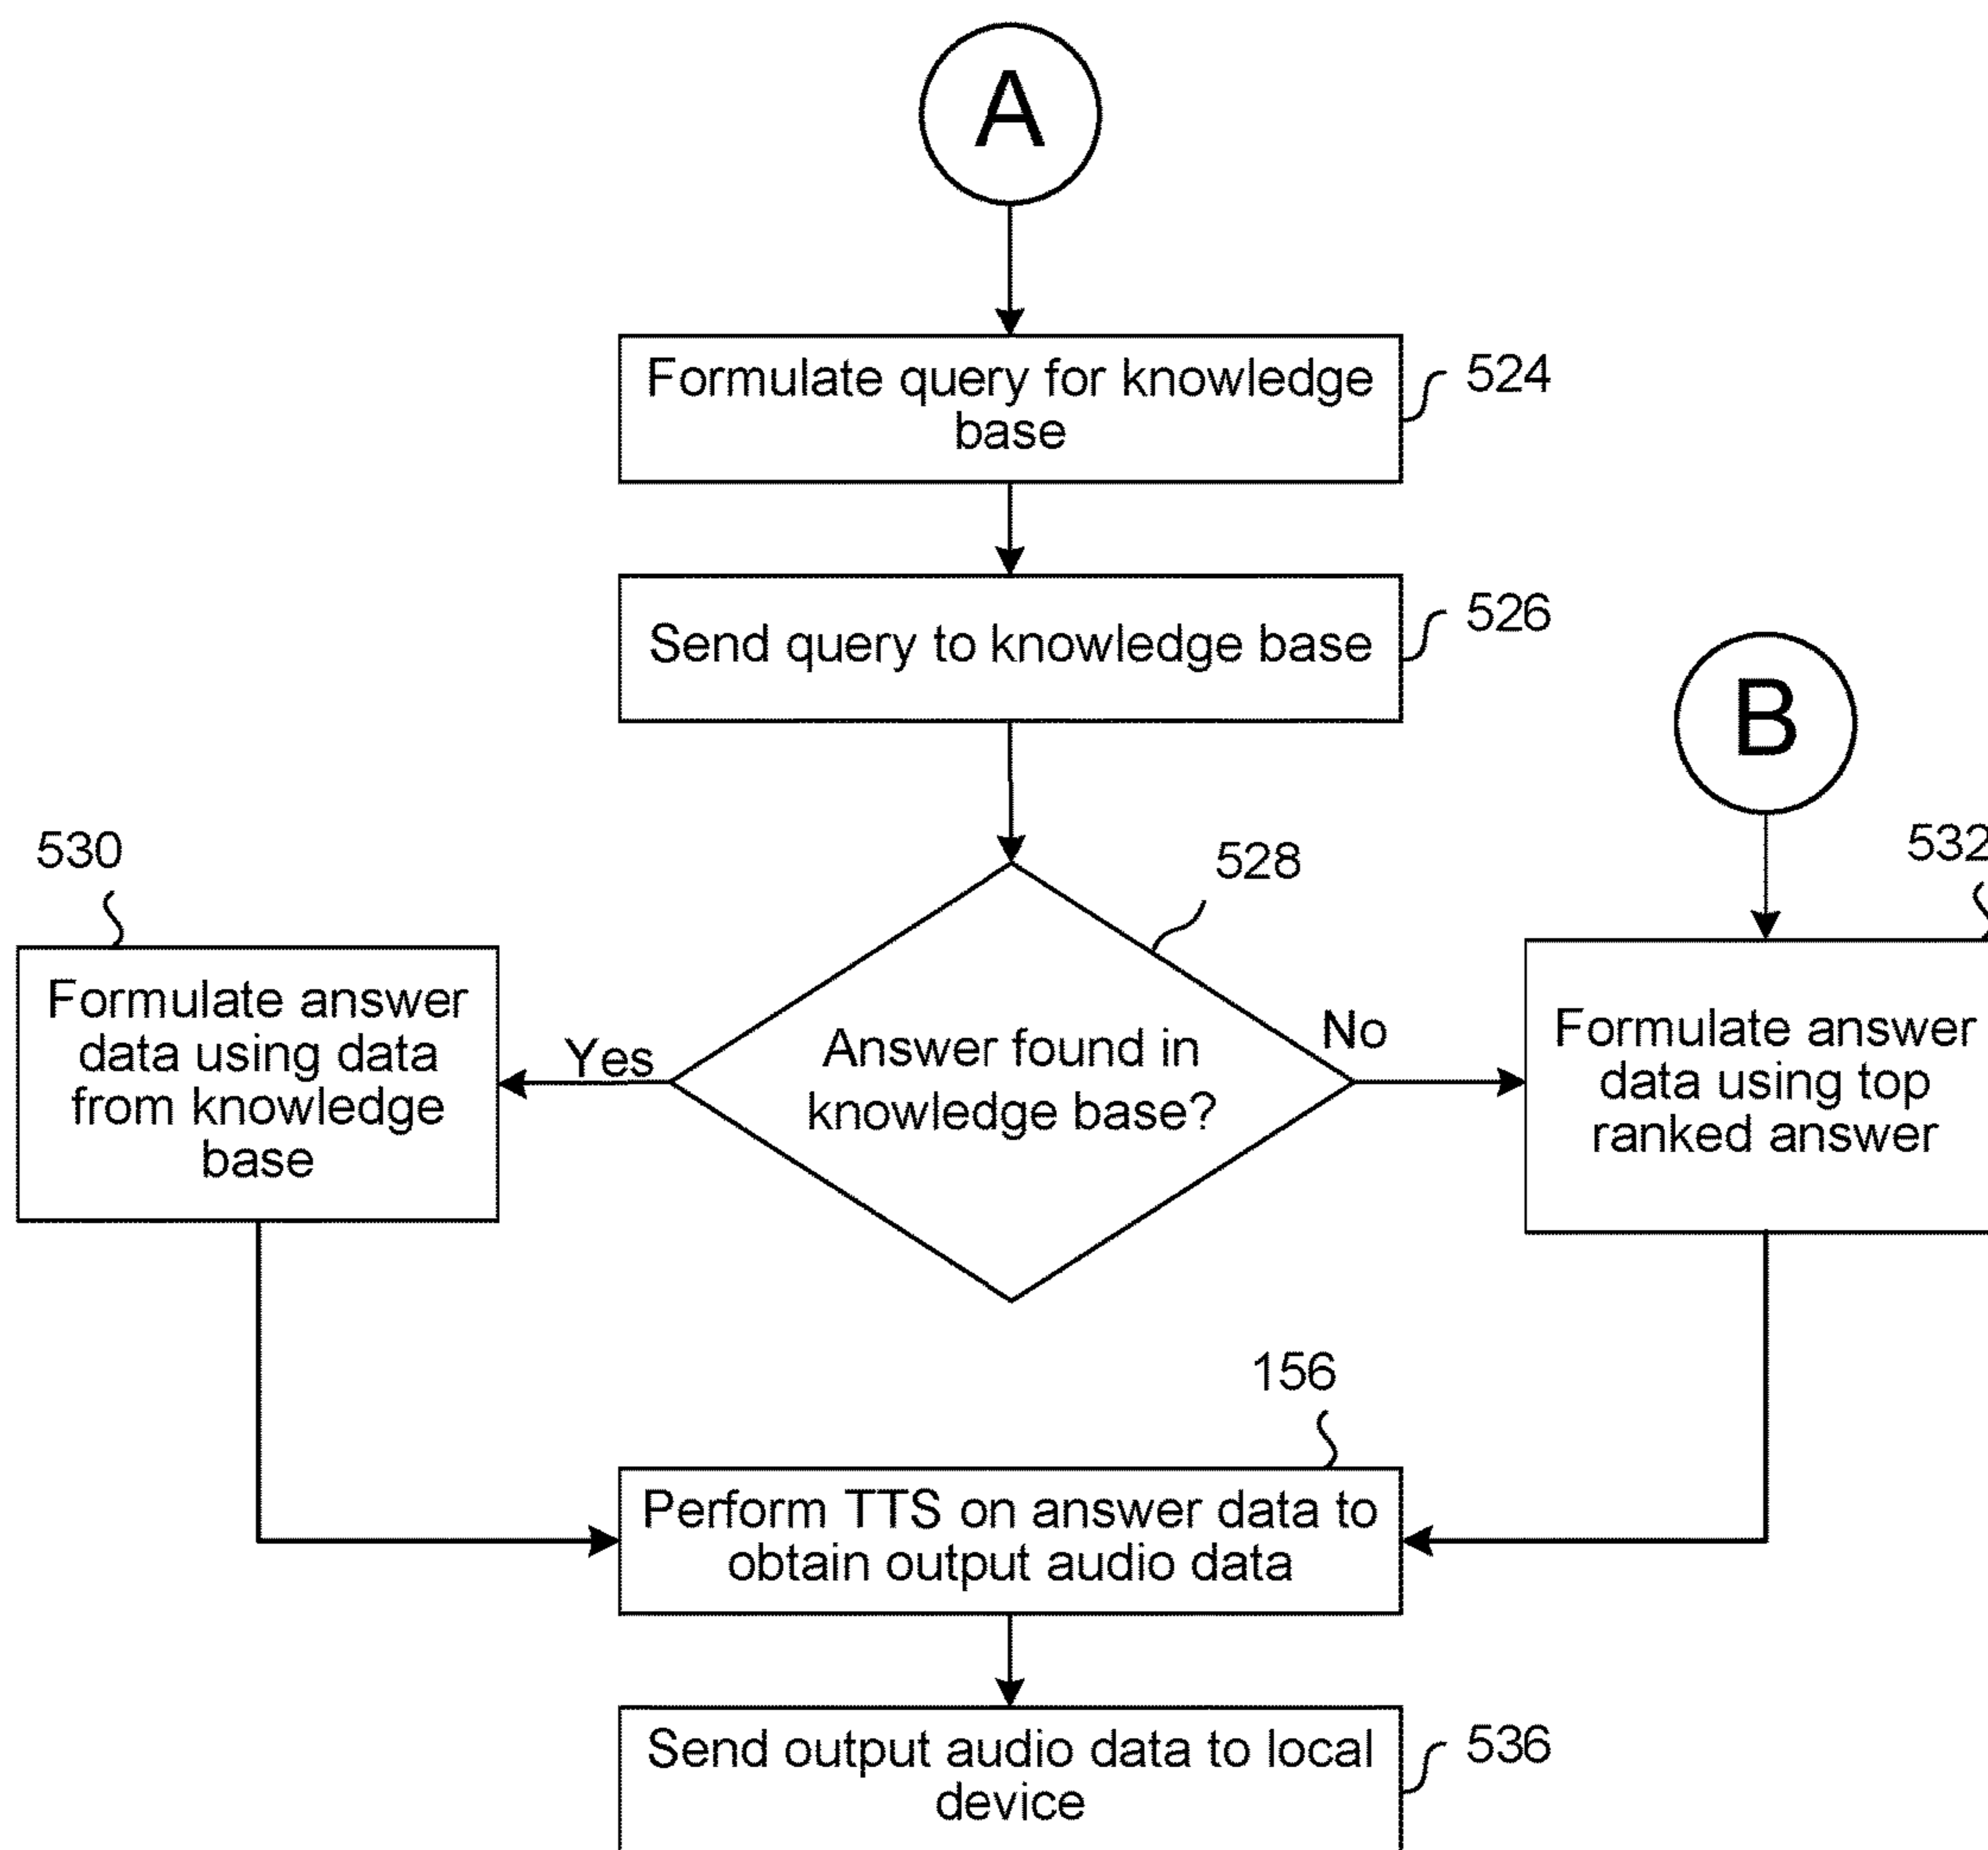 A
Formulate query for knowledge
base
524
Send query to knowledge base
526
B
530
528
532
Formulate answer
data using data
from knowledge
base
Yes
Answer found in
knowledge base?
No
Formulate answer
data using top
ranked answer
156
Perform TTS on answer data to
obtain output audio data
Send output audio data to local
device
536